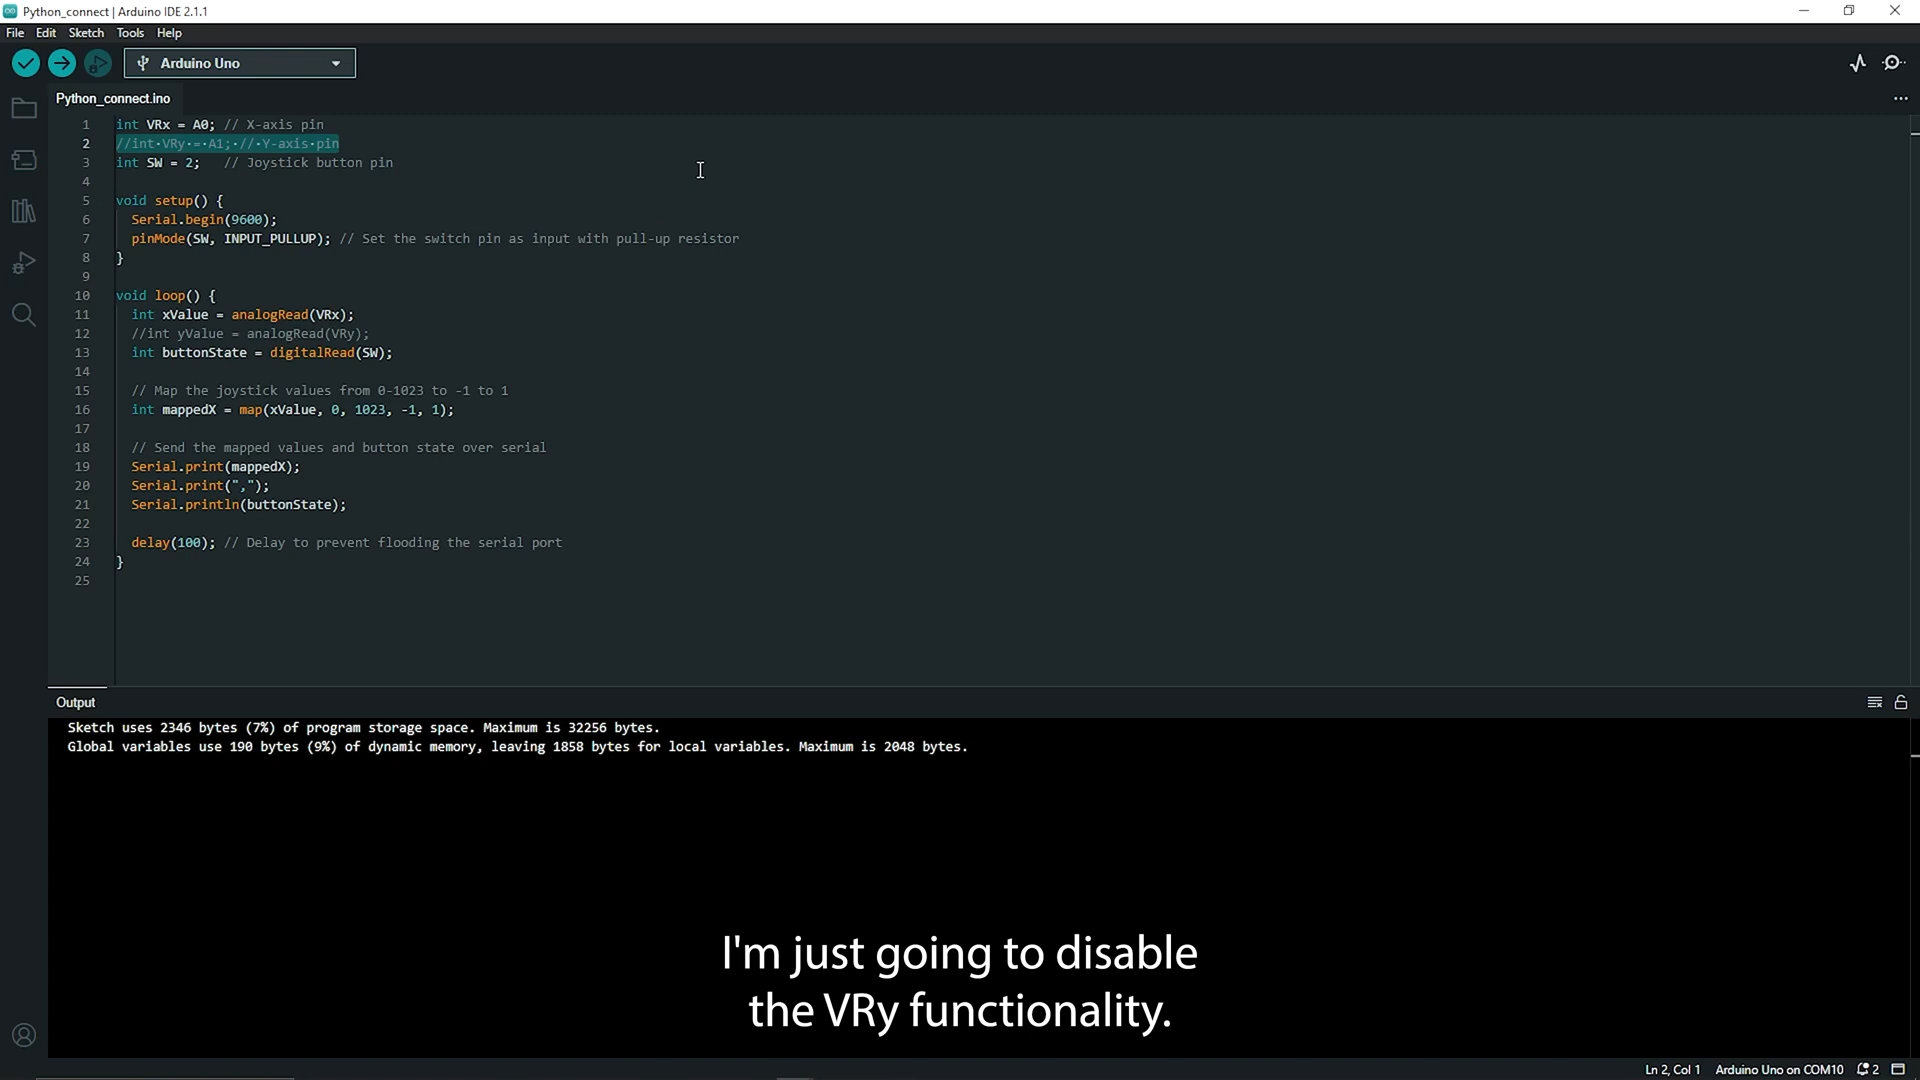 Python_connect | Arduino IDE 2.1.1
File Edit Sketch Tools Help
Arduino Uno
Python_connect.ino
1 int VRx = A0; // X-axis pin
2 //int·VRy·=·A1;·//·Y-axis·pin
3 int SW = 2;   // Joystick button pin
4
5 void setup() {
6   Serial.begin(9600);
7   pinMode(SW, INPUT_PULLUP); // Set the switch pin as input with pull-up resistor
8 }
9
10 void loop() {
11   int xValue = analogRead(VRx);
12   //int yValue = analogRead(VRy);
13   int buttonState = digitalRead(SW);
14
15   // Map the joystick values from 0-1023 to -1 to 1
16   int mappedX = map(xValue, 0, 1023, -1, 1);
17
18   // Send the mapped values and button state over serial
19   Serial.print(mappedX);
20   Serial.print(",");
21   Serial.println(buttonState);
22
23   delay(100); // Delay to prevent flooding the serial port
24 }
25
Output
Sketch uses 2346 bytes (7%) of program storage space. Maximum is 32256 bytes.
Global variables use 190 bytes (9%) of dynamic memory, leaving 1858 bytes for local variables. Maximum is 2048 bytes.
I'm just going to disable
the VRy functionality.
Ln 2, Col 1 Arduino Uno on COM10 2